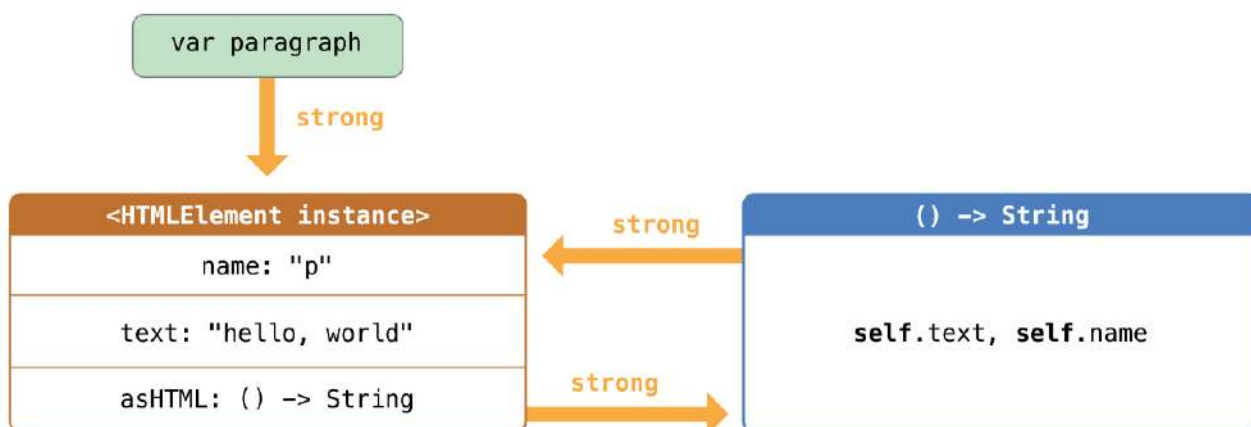 var paragraph
strong
<HTMLElement instance>
name: "p"
text: "hello, world"
asHTML: () -> String
strong
strong
() -> String
self.text, self.name